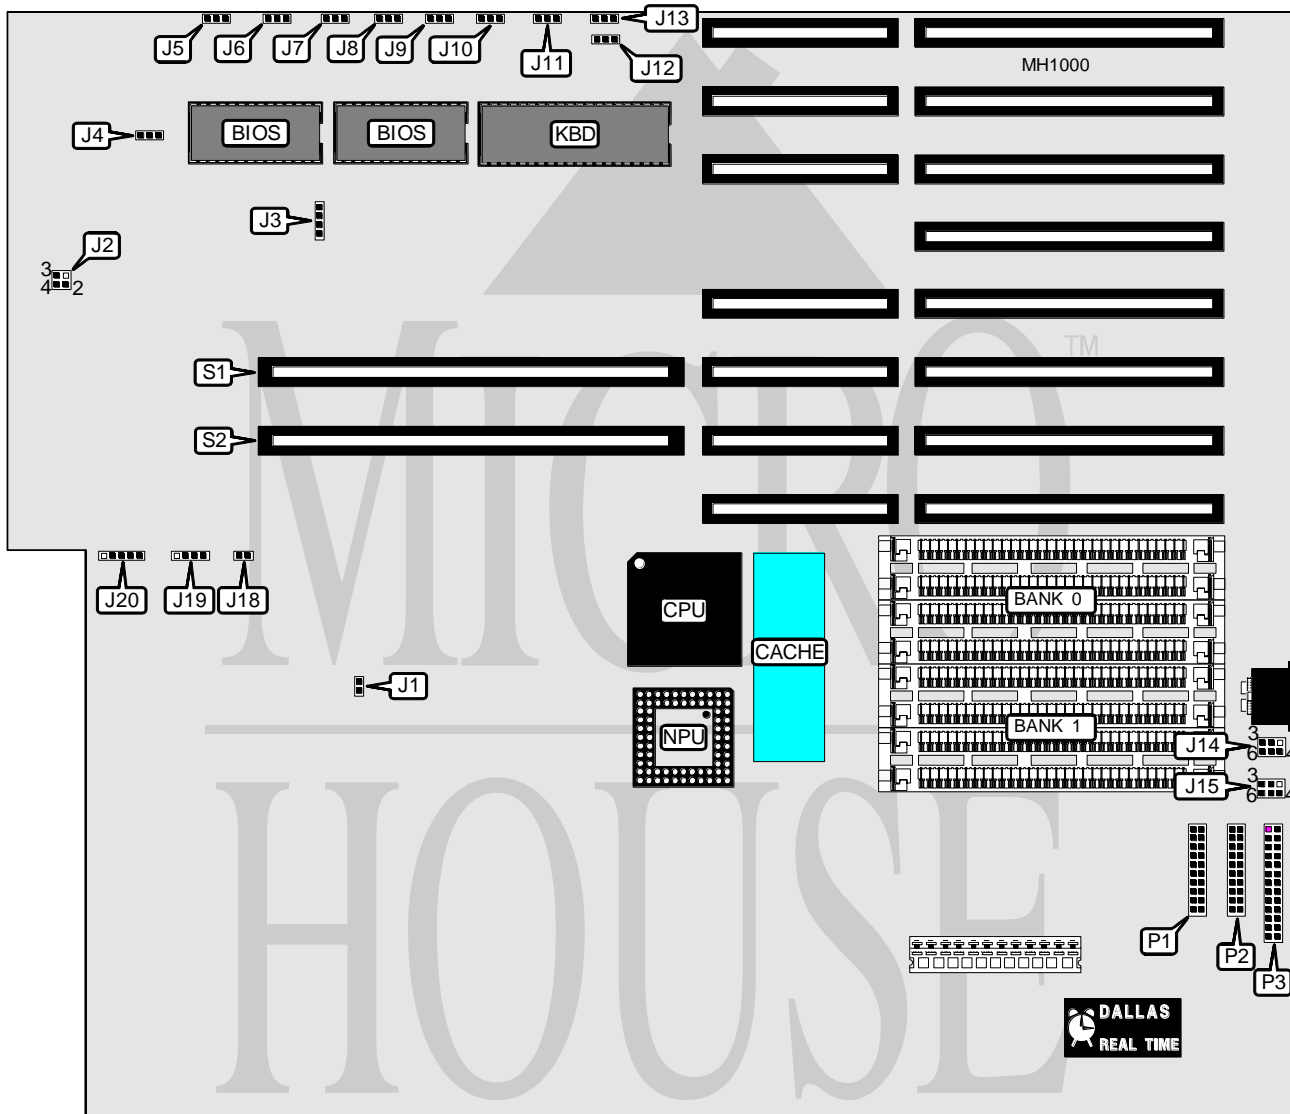 J13
J5
J6
J7
J8
J9
J10
J11
J12
MH1000
J4
BIOS
BIOS
KBD
J3
J2
3
4
2
TM
S1
S2
MICRO
J20
J19
J18
CPU
CACHE
BANK 0
J1
NPU
BANK 1
3
J14
6
4
3
J15
6
4
HOUSE
P1
P2
P3
DALLAS
REAL TIME